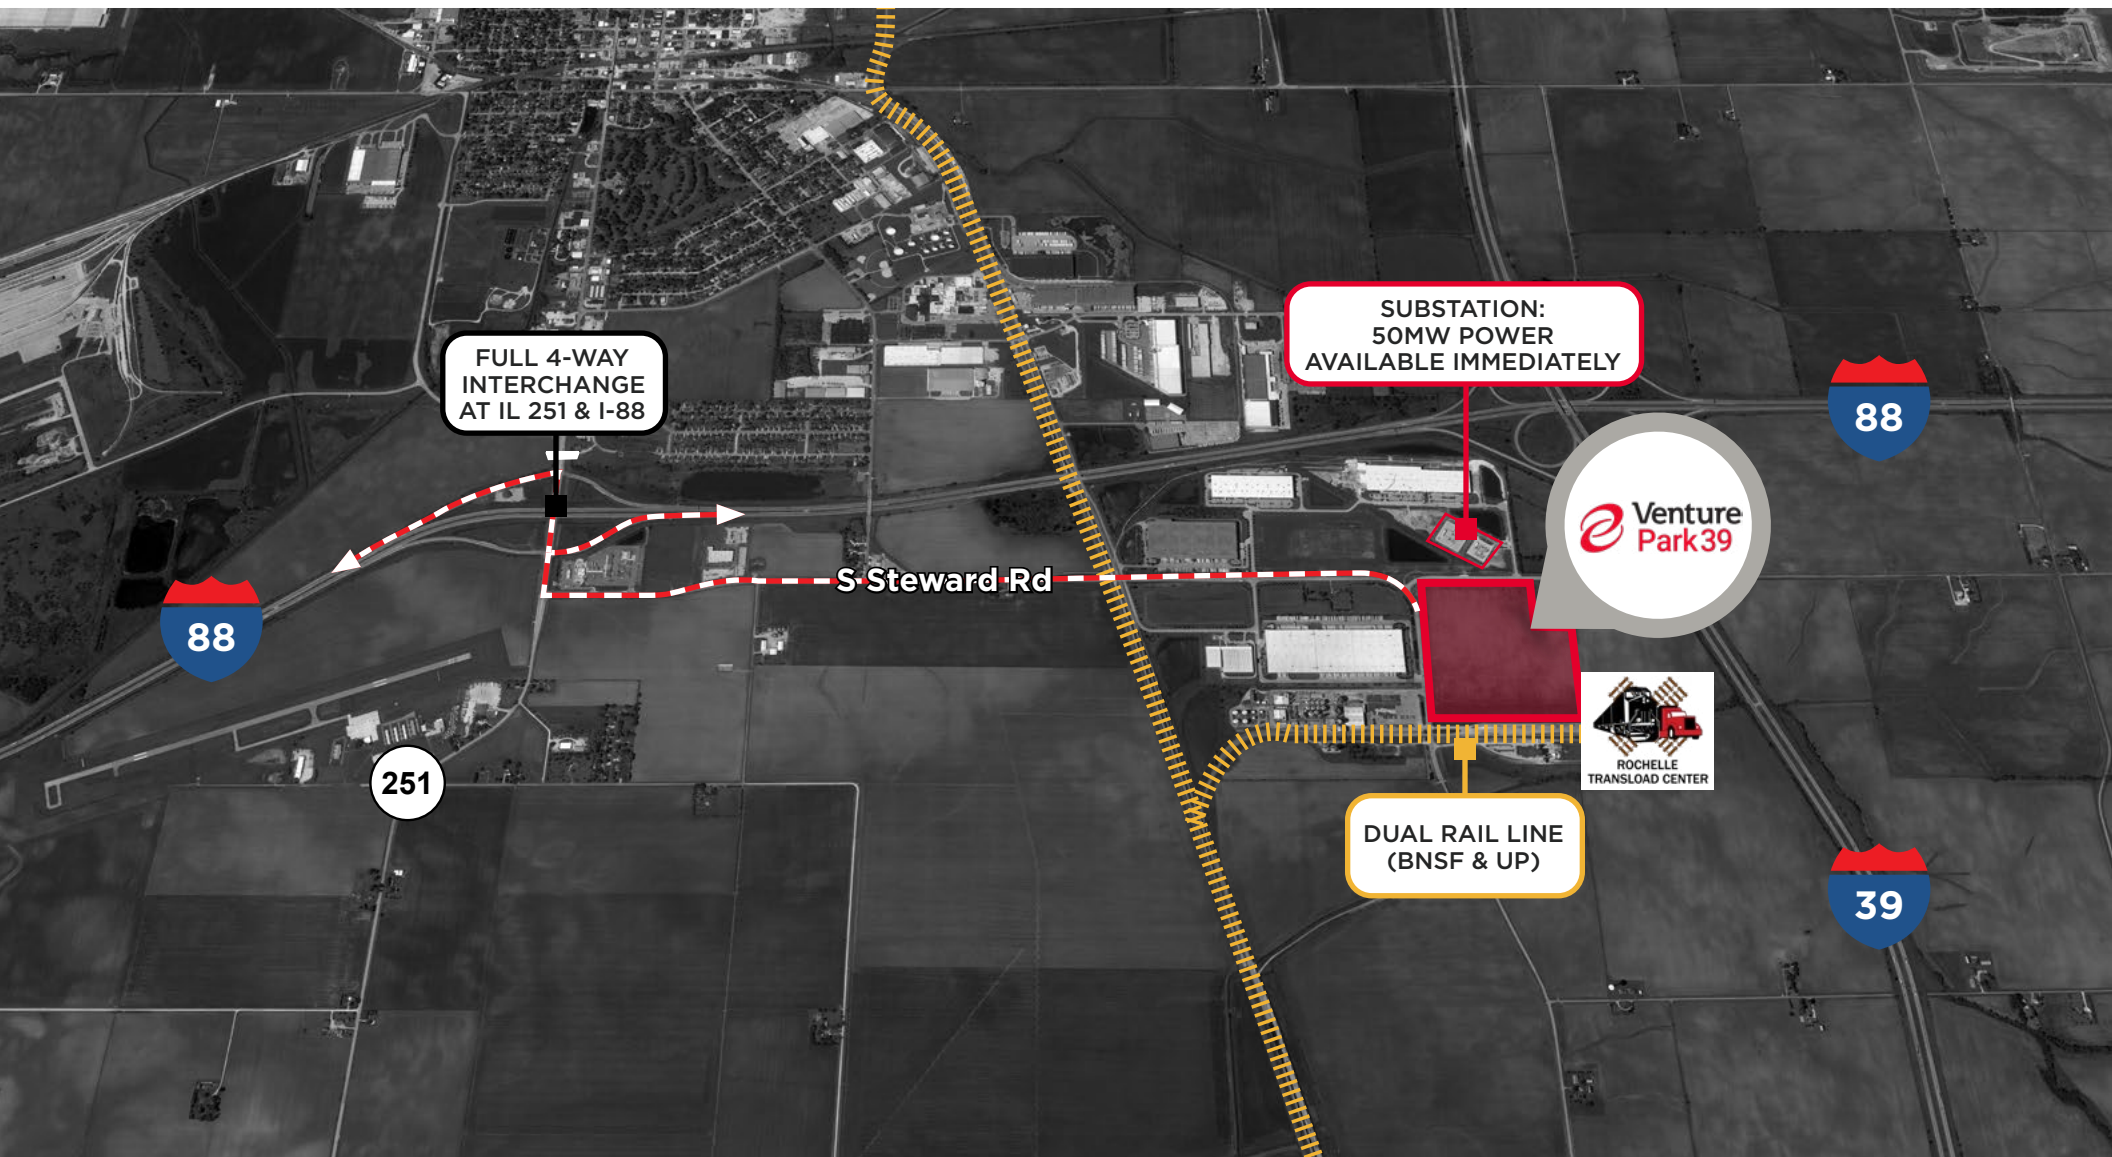 SUBSTATION:
50MW POWER
AVAILABLE IMMEDIATELY
FULL 4-WAY
INTERCHANGE
AT IL 251 & I-88
88
Venture
Park39
S Steward Rd
88
ROCHELLE
TRANSLOAD CENTER
251
DUAL RAIL LINE
(BNSF & UP)
39